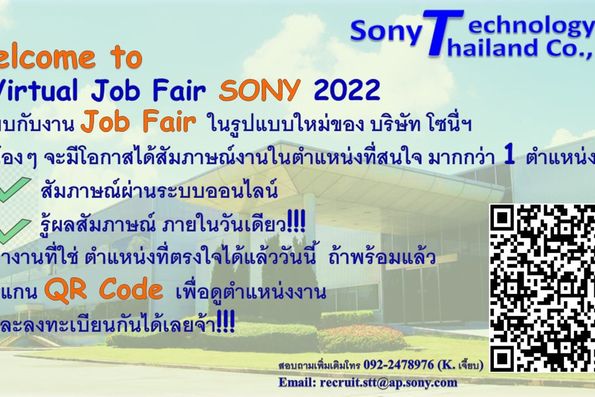 Sony Technology
Thailand Co.,
elcome to
Virtual Job Fair SONY 2022
บกับงาน Job Fair ในรูปแบบใหม่ของ บริษัท โซนี่ฯ
้องๆ จะมีโอกาสได้สัมภาษณ์งานในตำแหน่งที่สนใจ มากกว่า 1 ตำแหน่ง
สัมภาษณ์ผ่านระบบออนไลน์
รู้ผลสัมภาษณ์ ภายในวันเดียว!!!
งานที่ใช่ ตำแหน่งที่ตรงใจได้แล้ววันนี้ ถ้าพร้อมแล้ว
แกน QR Code เพื่อดูตำแหน่งงาน
ละลงทะเบียนกันได้เลยจ้า!!!
สอบถามเพิ่มเติมโทร 092-2478976 (K. เจี๊ยบ)
Email: recruit.stt@ap.sony.com